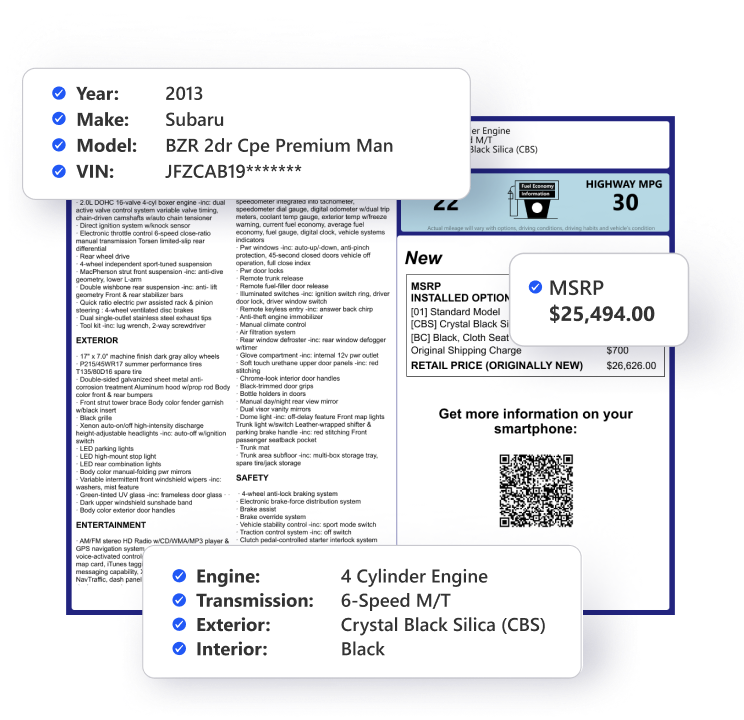 Year: 2013
Make: Subaru
Model: BZR 2dr Cpe Premium Man
VIN: JFZCAB19*******
er Engine
M/T
Black Silica (CBS)
22
Fuel Economy
Information
HIGHWAY MPG
30
Actual mileage will vary with options, driving conditions, driving habits and vehicle's condition
· 2.0L DOHC 16-valve 4-cyl boxer engine -inc: dual
active valve control system variable valve timing,
chain-driven camshafts w/auto chain tensioner
· Direct ignition system w/knock sensor
· Electronic throttle control 6-speed close-ratio
manual transmission Torsen limited-slip rear
differential
· Rear wheel drive
· 4-wheel independent sport-tuned suspension
· MacPherson strut front suspension -inc: anti-dive
geometry, lower L-arm
· Double wishbone rear suspension -inc: anti- lift
geometry Front & rear stabilizer bars
· Quick ratio electric pwr assisted rack & pinion
steering : 4-wheel ventilated disc brakes
· Dual single-outlet stainless steel exhaust tips
· Tool kit -inc: lug wrench, 2-way screwdriver
EXTERIOR
· 17" x 7.0" machine finish dark gray alloy wheels
· P215/45WR17 summer performance tires
T135/80D16 spare tire
· Double-sided galvanized sheet metal anti-
corrosion treatment Aluminum hood w/prop rod Body
color front & rear bumpers
· Front strut tower brace Body color fender garnish
w/black insert
· Black grille
· Xenon auto-on/off high-intensity discharge
height-adjustable headlights -inc: auto-off w/ignition
switch
· LED parking lights
· LED high-mount stop light
· LED rear combination lights
· Body color manual-folding pwr mirrors
· Variable intermittent front windshield wipers -inc:
washers, mist feature
· Green-tinted UV glass -inc: frameless door glass
· Dark upper windshield sunshade band
· Body color exterior door handles
ENTERTAINMENT
· AM/FM stereo HD Radio w/CD/WMA/MP3 player &
GPS navigation system
voice-activated control
map card, iTunes taggi
messaging capability, X
NavTraffic, dash panel
speedometer integrated into tachometer,
speedometer dial gauge, digital odometer w/dual trip
meters, coolant temp gauge, exterior temp w/freeze
warning, current fuel economy, average fuel
economy, fuel gauge, digital clock, vehicle systems
indicators
· Pwr windows -inc: auto-up/down, anti-pinch
protection, 45-second closed doors vehicle off
operation, full close index
· Pwr door locks
· Remote trunk release
· Remote fuel-filler door release
· Illuminated switches -inc: ignition switch ring, driver
door lock, driver window switch
· Remote keyless entry -inc: answer back chirp
· Anti-theft engine immobilizer
· Manual climate control
· Air filtration system
· Rear window defroster -inc: rear window defogger
w/timer
· Glove compartment -inc: internal 12v pwr outlet
· Soft touch urethane upper door panels -inc: red
stitching
· Chrome-look interior door handles
· Black-trimmed door grips
· Bottle holders in doors
· Manual day/night rear view mirror
· Dual visor vanity mirrors
· Dome light -inc: off-delay feature Front map lights
Trunk light w/switch Leather-wrapped shifter &
parking brake handle -inc: red stitching Front
passenger seatback pocket
· Trunk mat
· Trunk area subfloor -inc: multi-box storage tray,
spare tire/jack storage
SAFETY
· 4-wheel anti-lock braking system
· Electronic brake-force distribution system
· Brake assist
· Brake override system
· Vehicle stability control -inc: sport mode switch
· Traction control system -inc: off switch
· Clutch pedal-controlled starter interlock system
New
MSRP
INSTALLED OPTION
[01] Standard Model
[CBS] Crystal Black Si
[BC] Black, Cloth Seat
Original Shipping Charge $700
RETAIL PRICE (ORIGINALLY NEW) $26,626.00
MSRP
$25,494.00
Get more information on your
smartphone:
Engine: 4 Cylinder Engine
Transmission: 6-Speed M/T
Exterior: Crystal Black Silica (CBS)
Interior: Black